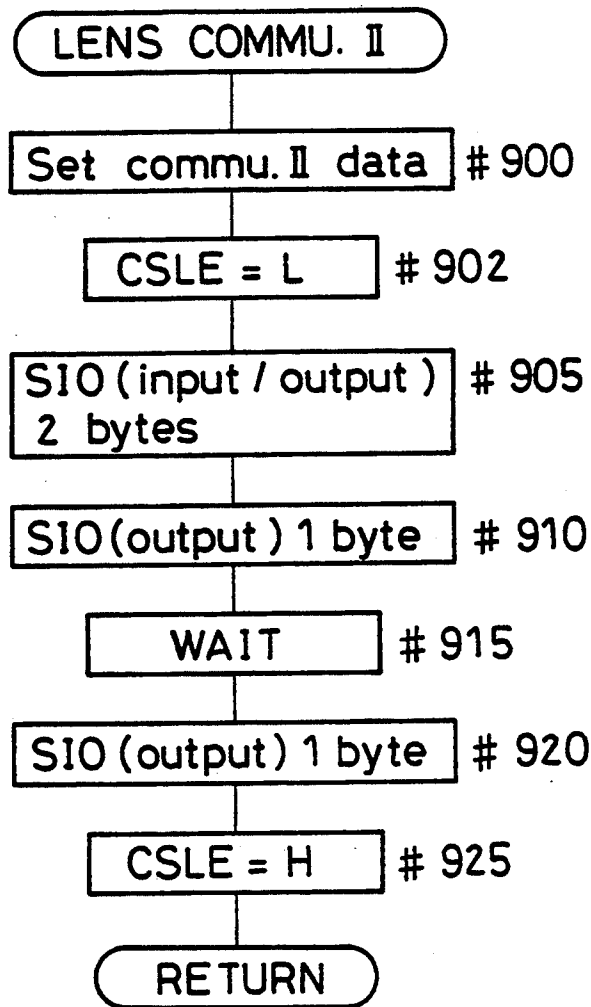 LENS COMMU. II
Set commu. II data #900
CSLE = L #902
SIO (input / output) #905
2 bytes
SIO (output) 1 byte #910
WAIT #915
SIO (output) 1 byte #920
CSLE = H #925
RETURN